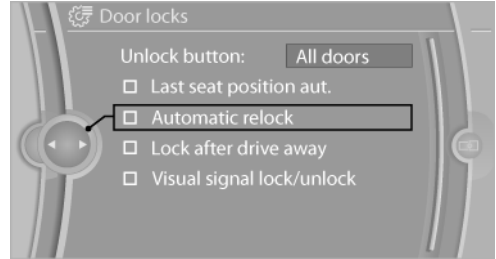 Door locks
Unlock button: All doors
Last seat position aut.
Automatic relock
Lock after drive away
Visual signal lock/unlock